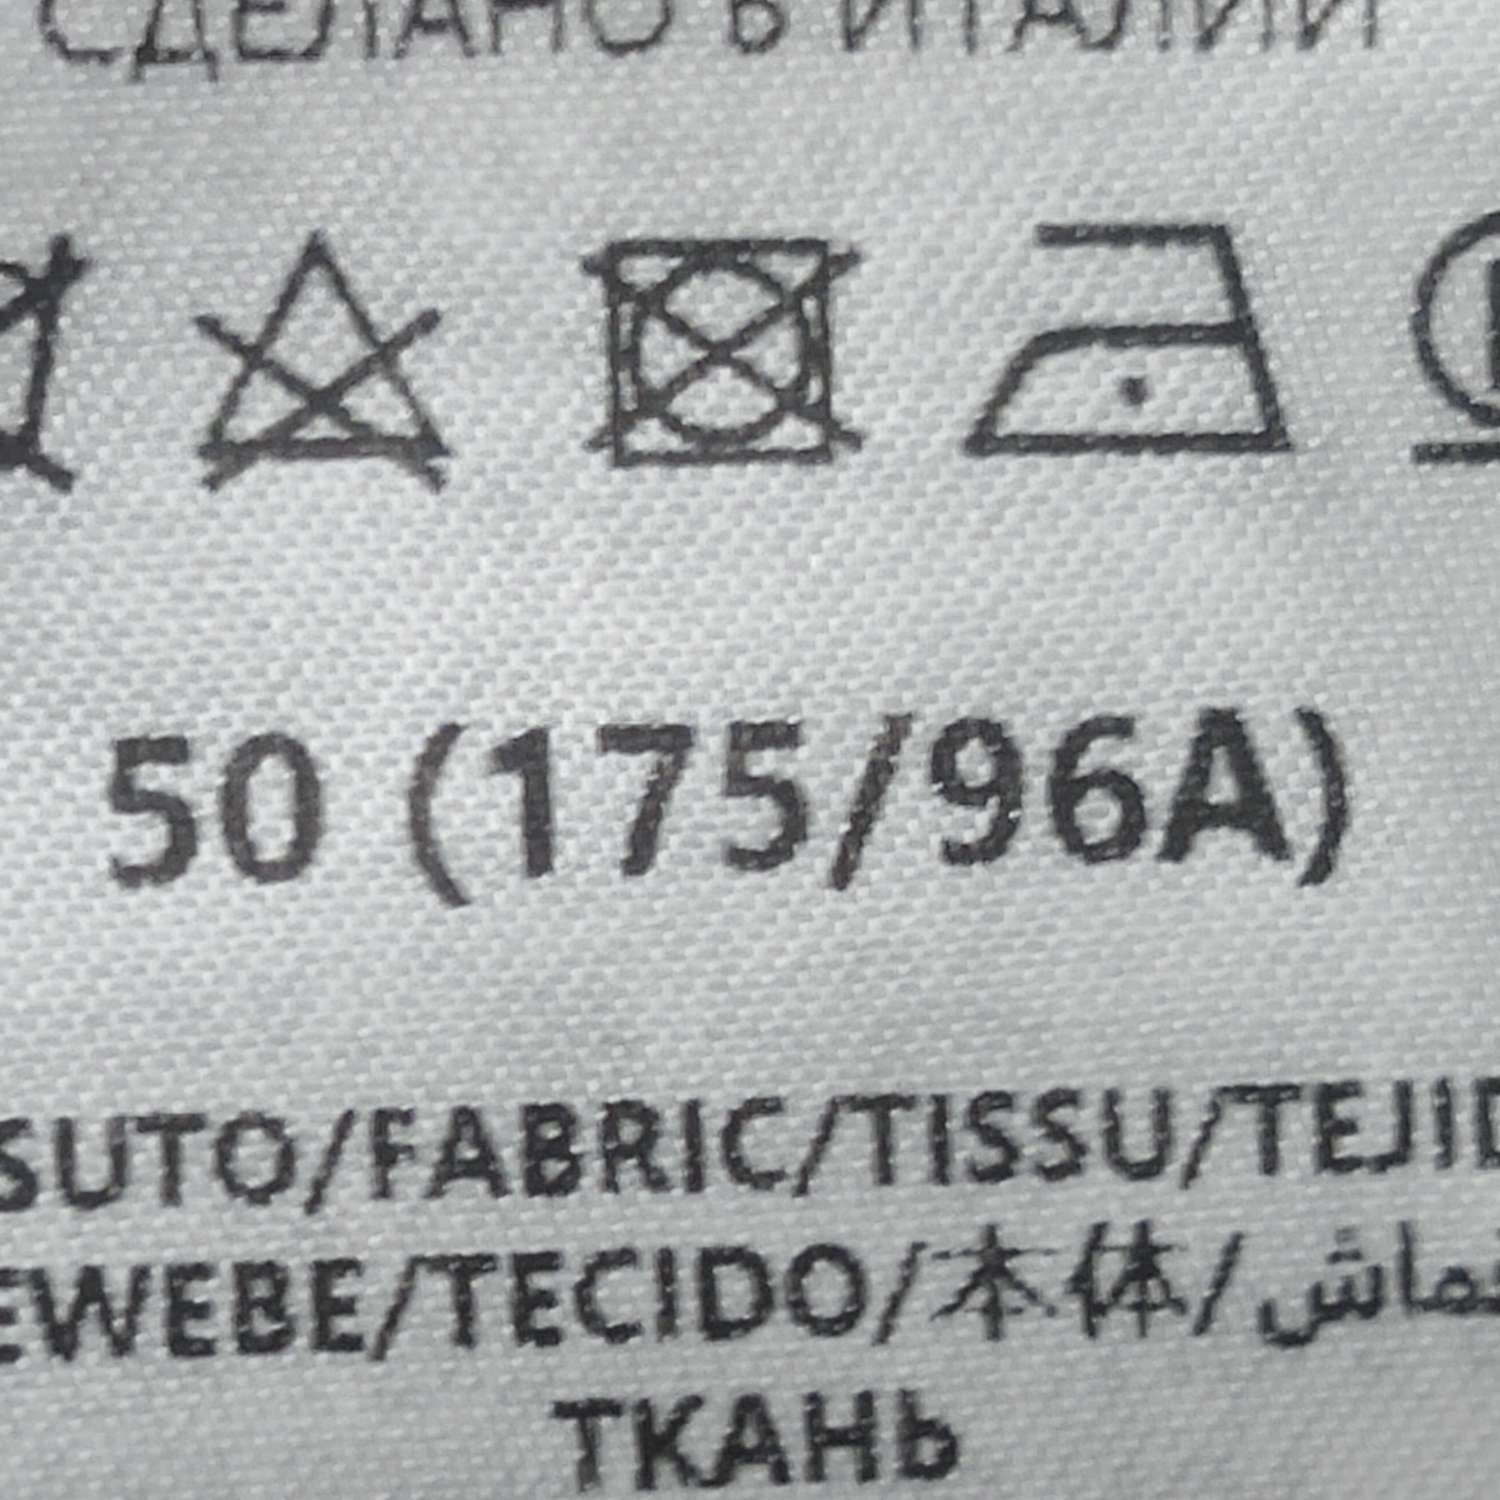 СДЕЛАНО В ИТАЛИИ
50 (175/96A)
SUTO/FABRIC/TISSU/TEJID
EWEBE/TECIDO/本体/قماش
ТКАНЬ